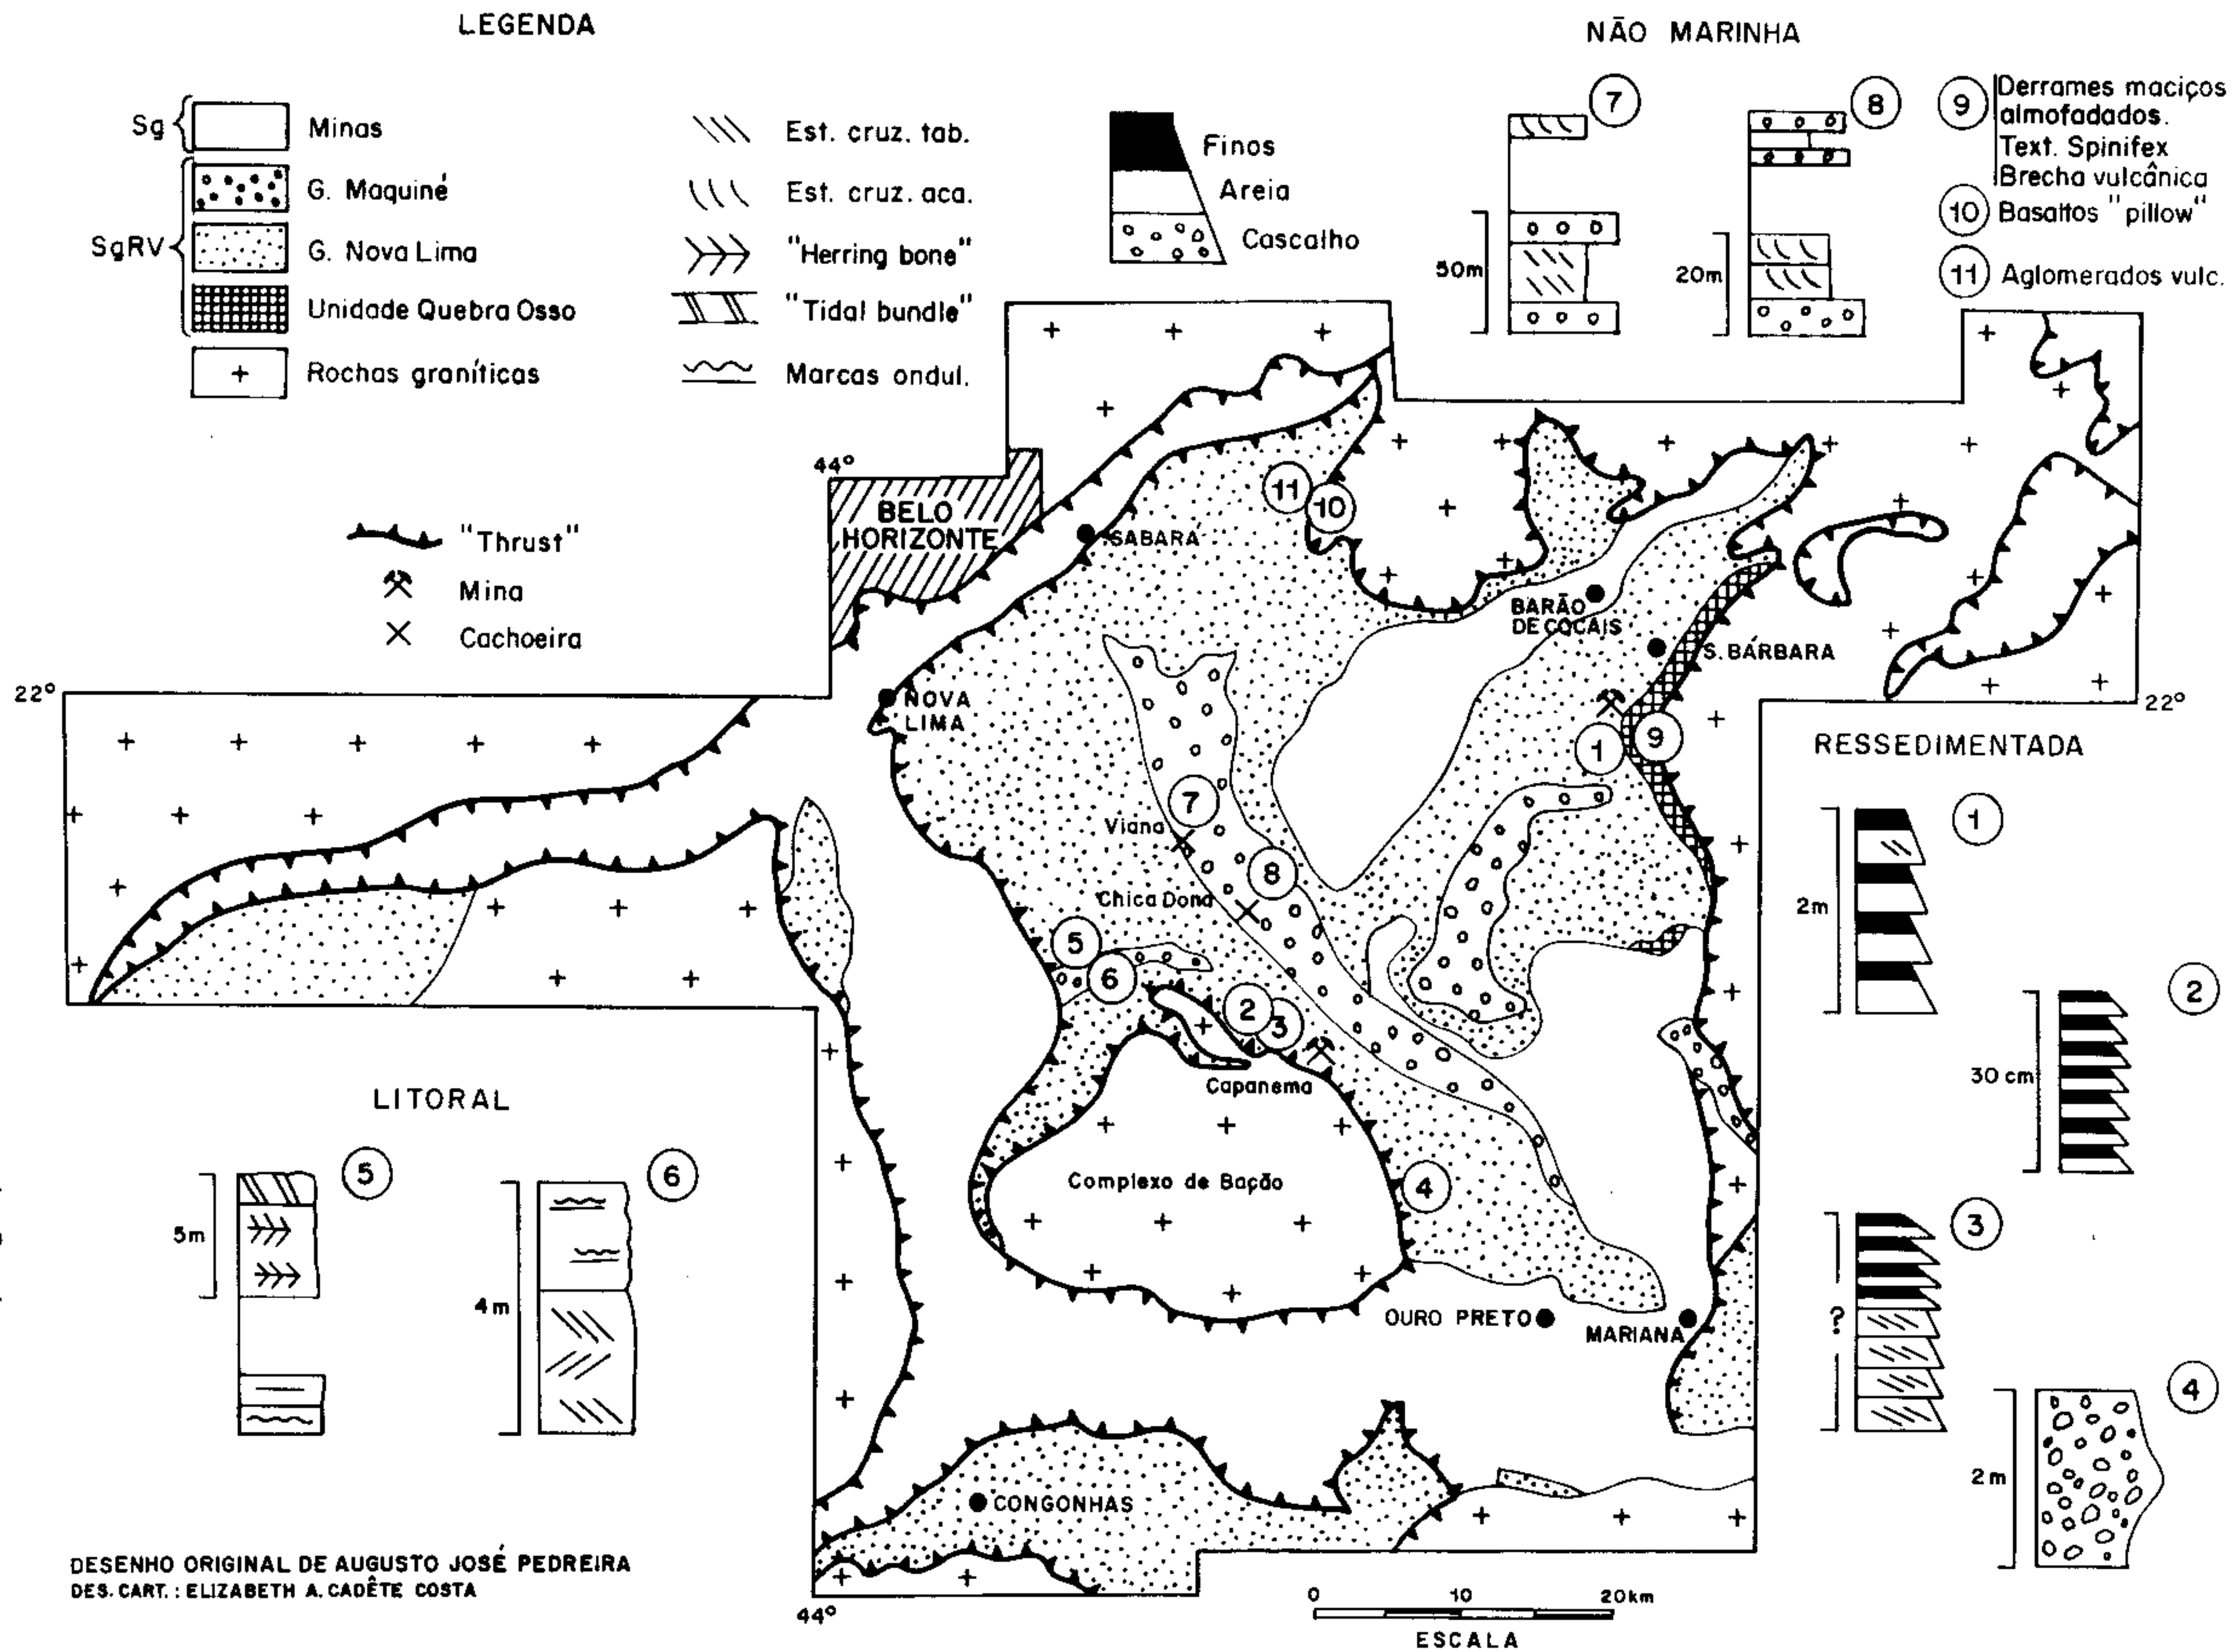 LEGENDA
Sg
Minas
SgRV
G. Maquiné
G. Nova Lima
Unidade Quebra Osso
Rochas graníticas
Est. cruz. tab.
Est. cruz. aca.
"Herring bone"
"Tidal bundle"
Marcas ondul.
Finos
Areia
Cascalho
"Thrust"
Mina
Cachoeira
NÃO MARINHA
7
50m
8
20m
9
Derrames maciços
almofadados.
Text. Spinifex
Brecha vulcânica
10 Basaltos "pillow"
11 Aglomerados vulc.
44°
BELO
HORIZONTE
SABARÁ
11
10
BARÃO
DE COCAIS
S. BÁRBARA
22°
NOVA
LIMA
22°
1
9
7
Viana
8
Chica Dona
5
6
2
3
Capanema
Complexo de Bação
4
OURO PRETO
MARIANA
CONGONHAS
RESSEDIMENTADA
1
2m
2
30 cm
3
?
4
2m
LITORAL
5
5m
6
4m
DESENHO ORIGINAL DE AUGUSTO JOSÉ PEDREIRA
DES. CART.: ELIZABETH A. CADÊTE COSTA
44°
0 10 20km
ESCALA